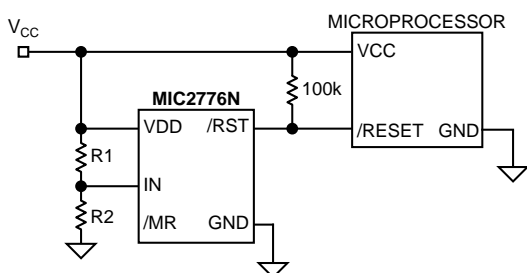 MICROPROCESSOR
VCC
VCC
100k
MIC2776N
VDD
/RST
/RESET
GND
R1
IN
R2
/MR
GND